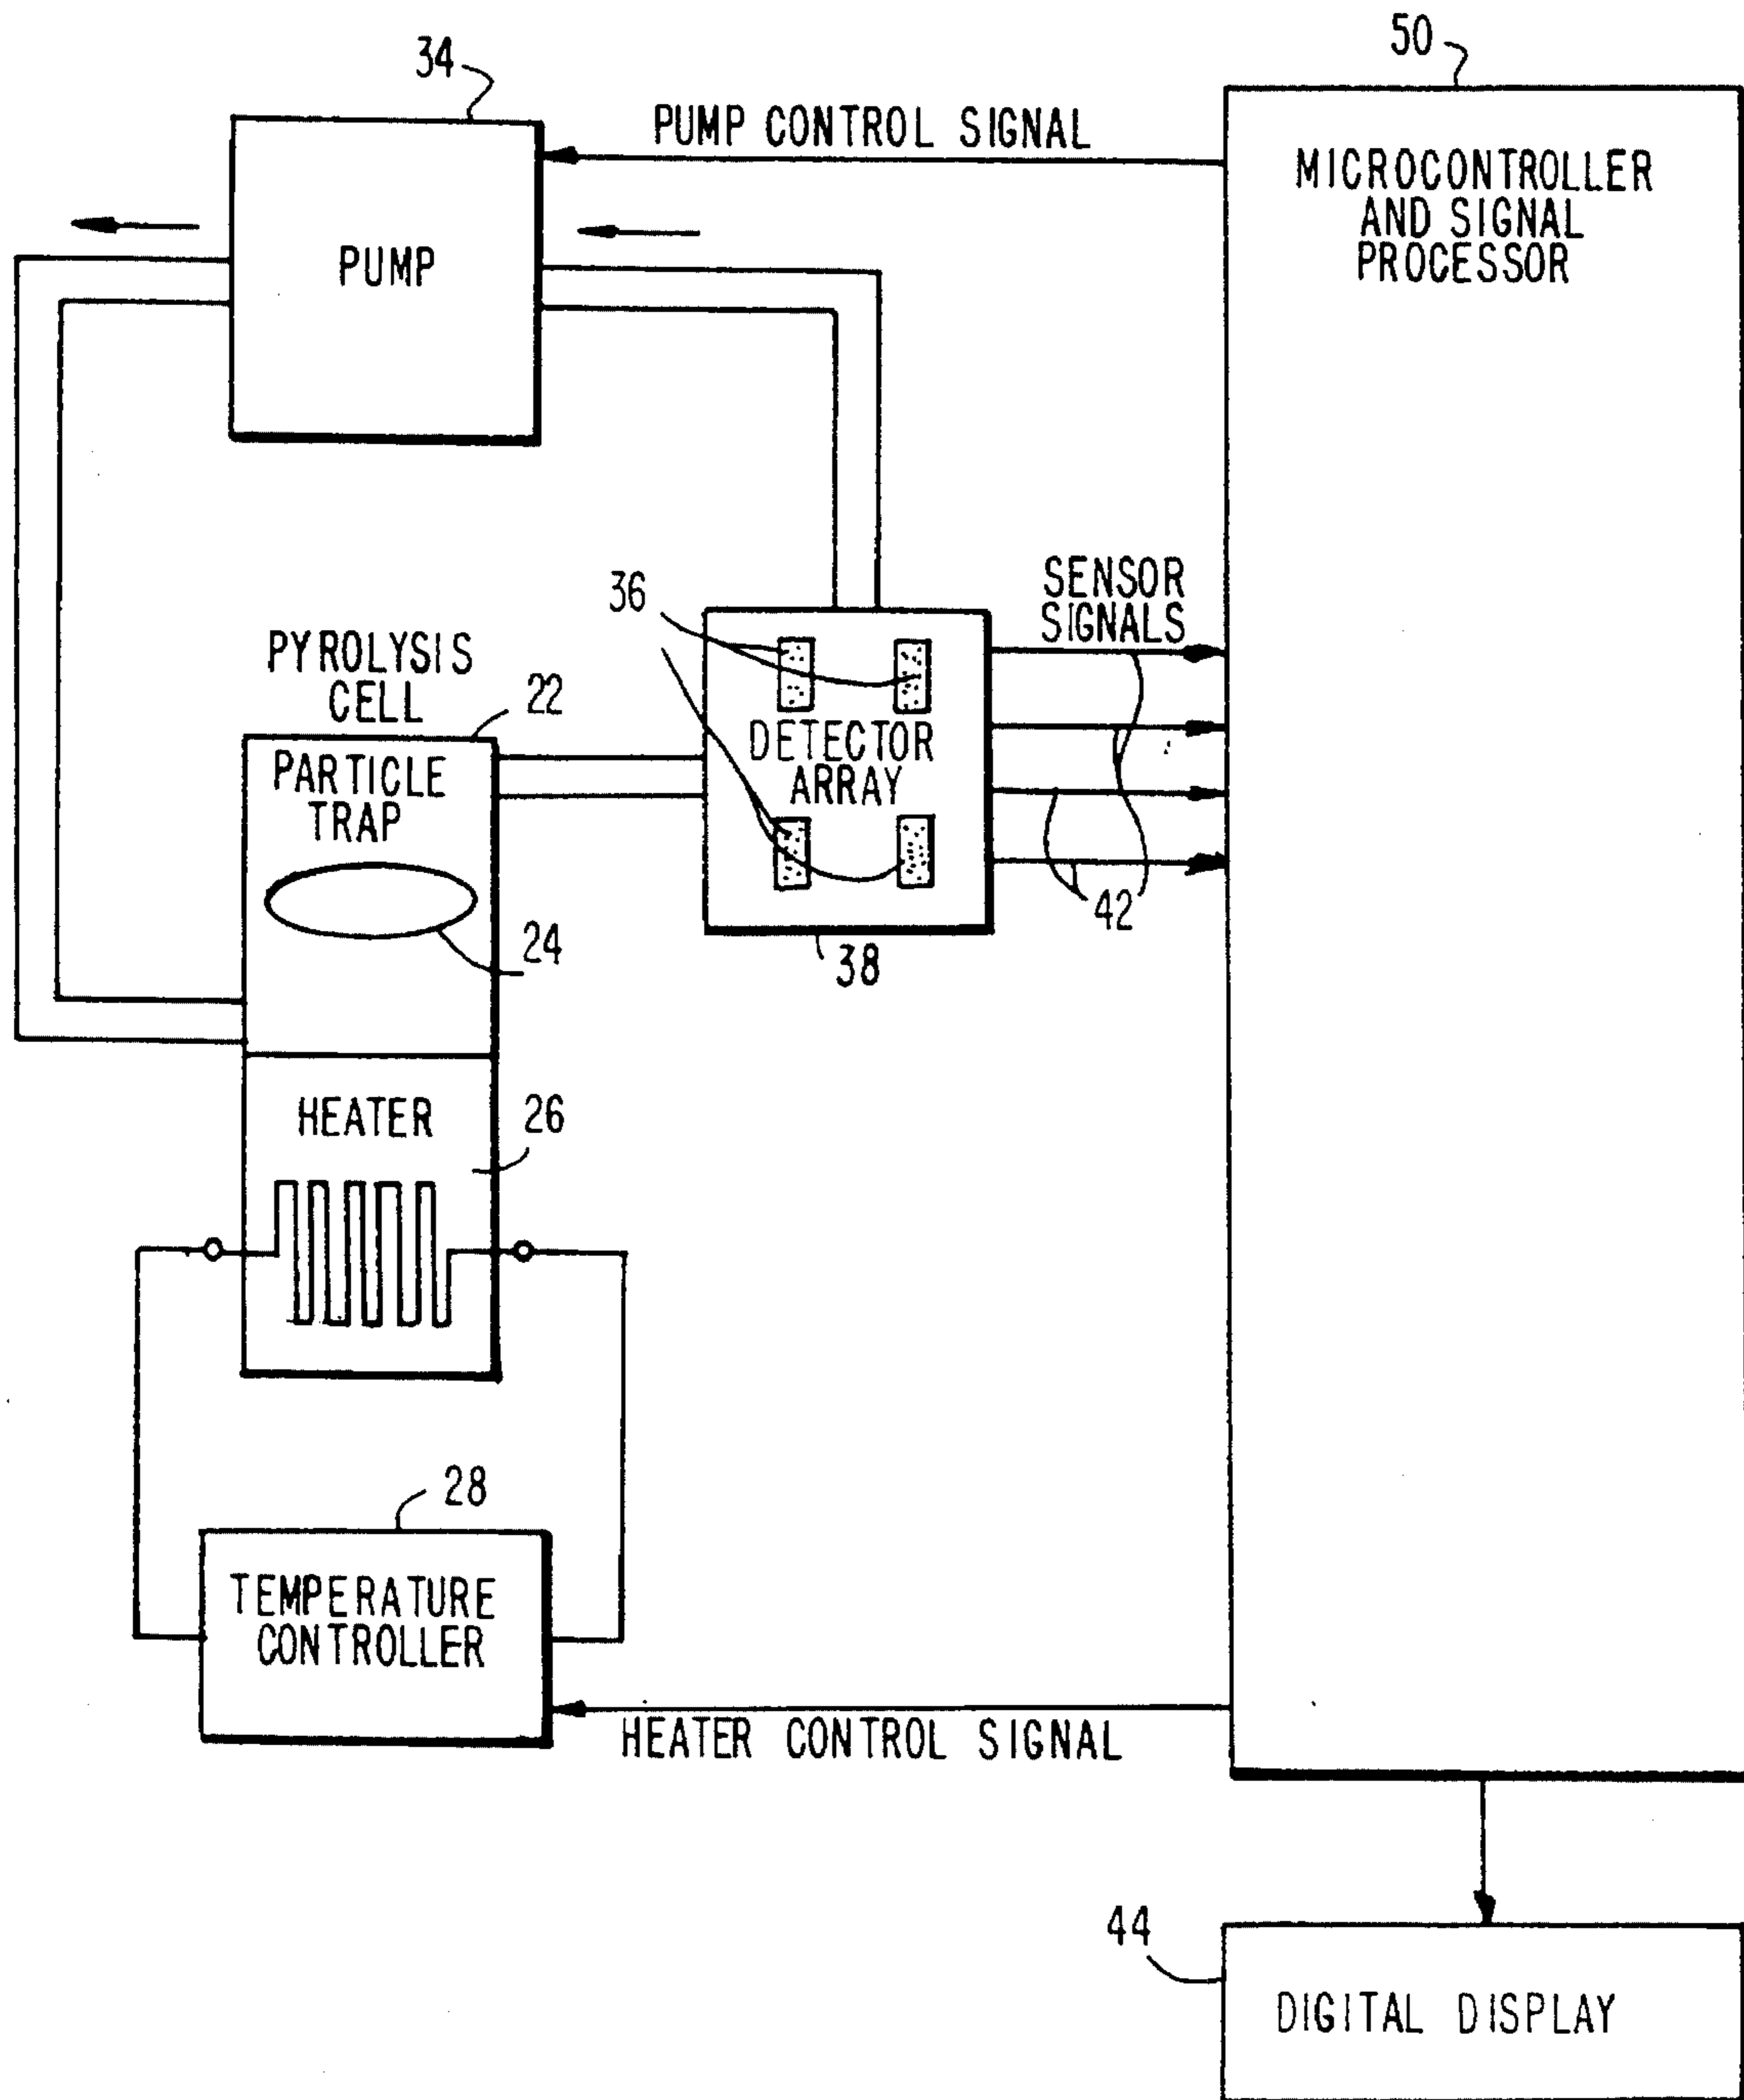 34
50
PUMP CONTROL SIGNAL
MICROCONTROLLER
AND SIGNAL
PROCESSOR
PUMP
SENSOR
SIGNALS
36
PYROLYSIS
CELL
22
PARTICLE
TRAP
DETECTOR
ARRAY
24
38
42
HEATER
26
28
TEMPERATURE
CONTROLLER
HEATER CONTROL SIGNAL
44
DIGITAL DISPLAY